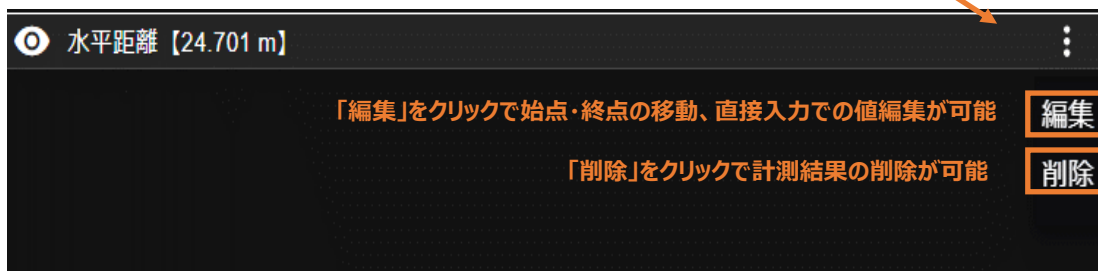 水平距離【24.701 m】
「編集」をクリックで始点・終点の移動、直接入力での値編集が可能
編集
「削除」をクリックで計測結果の削除が可能
削除